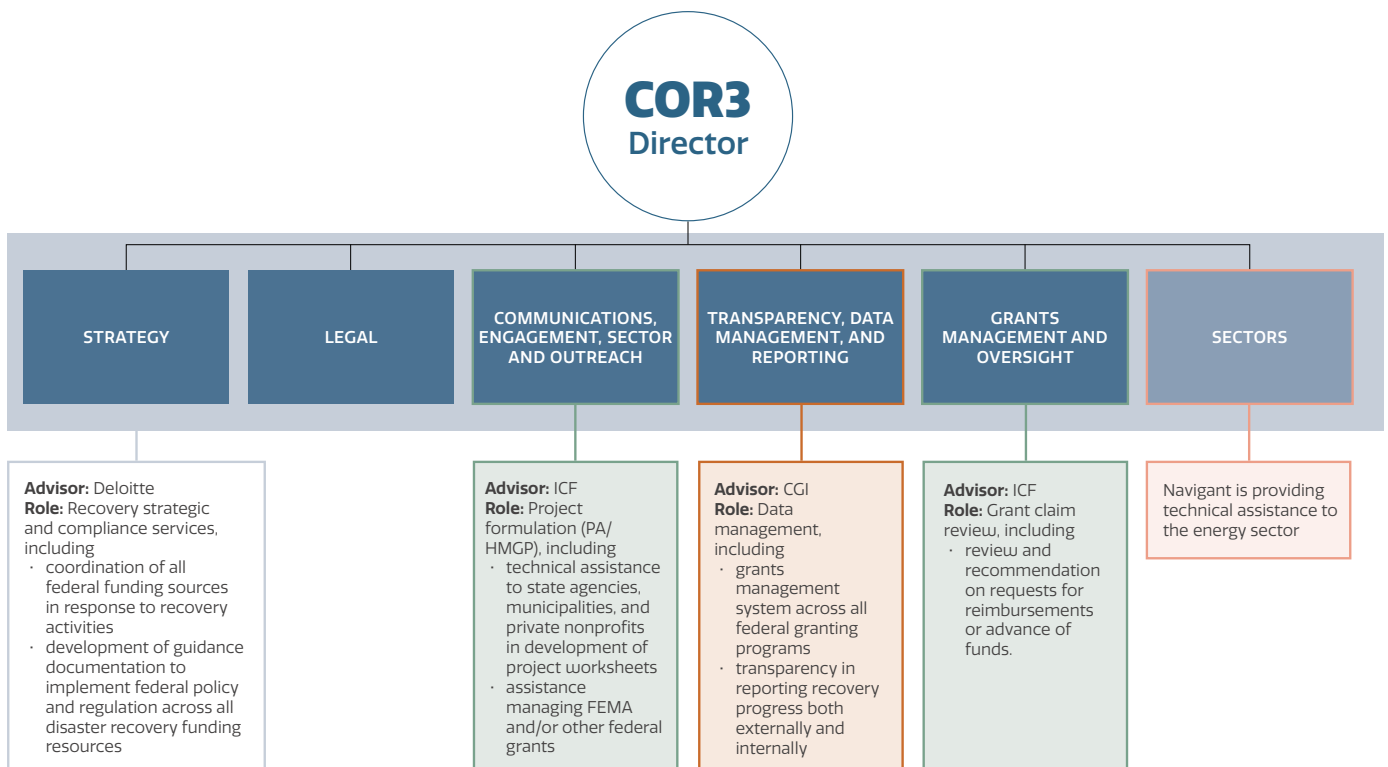 COR3
Director
STRATEGY
LEGAL
COMMUNICATIONS,
ENGAGEMENT, SECTOR
AND OUTREACH
TRANSPARENCY, DATA
MANAGEMENT, AND
REPORTING
GRANTS
MANAGEMENT AND
OVERSIGHT
SECTORS
Advisor: Deloitte
Role: Recovery strategic
and compliance services,
including
· coordination of all
federal funding sources
in response to recovery
activities
· development of guidance
documentation to
implement federal policy
and regulation across all
disaster recovery funding
resources
Advisor: ICF
Role: Project
formulation (PA/
HMGP), including
· technical assistance
to state agencies,
municipalities, and
private nonprofits
in development of
project worksheets
· assistance
managing FEMA
and/or other federal
grants
Advisor: CGI
Role: Data
management,
including
· grants
management
system across all
federal granting
programs
· transparency in
reporting recovery
progress both
externally and
internally
Advisor: ICF
Role: Grant claim
review, including
· review and
recommendation
on requests for
reimbursements
or advance of
funds.
Navigant is providing
technical assistance to
the energy sector